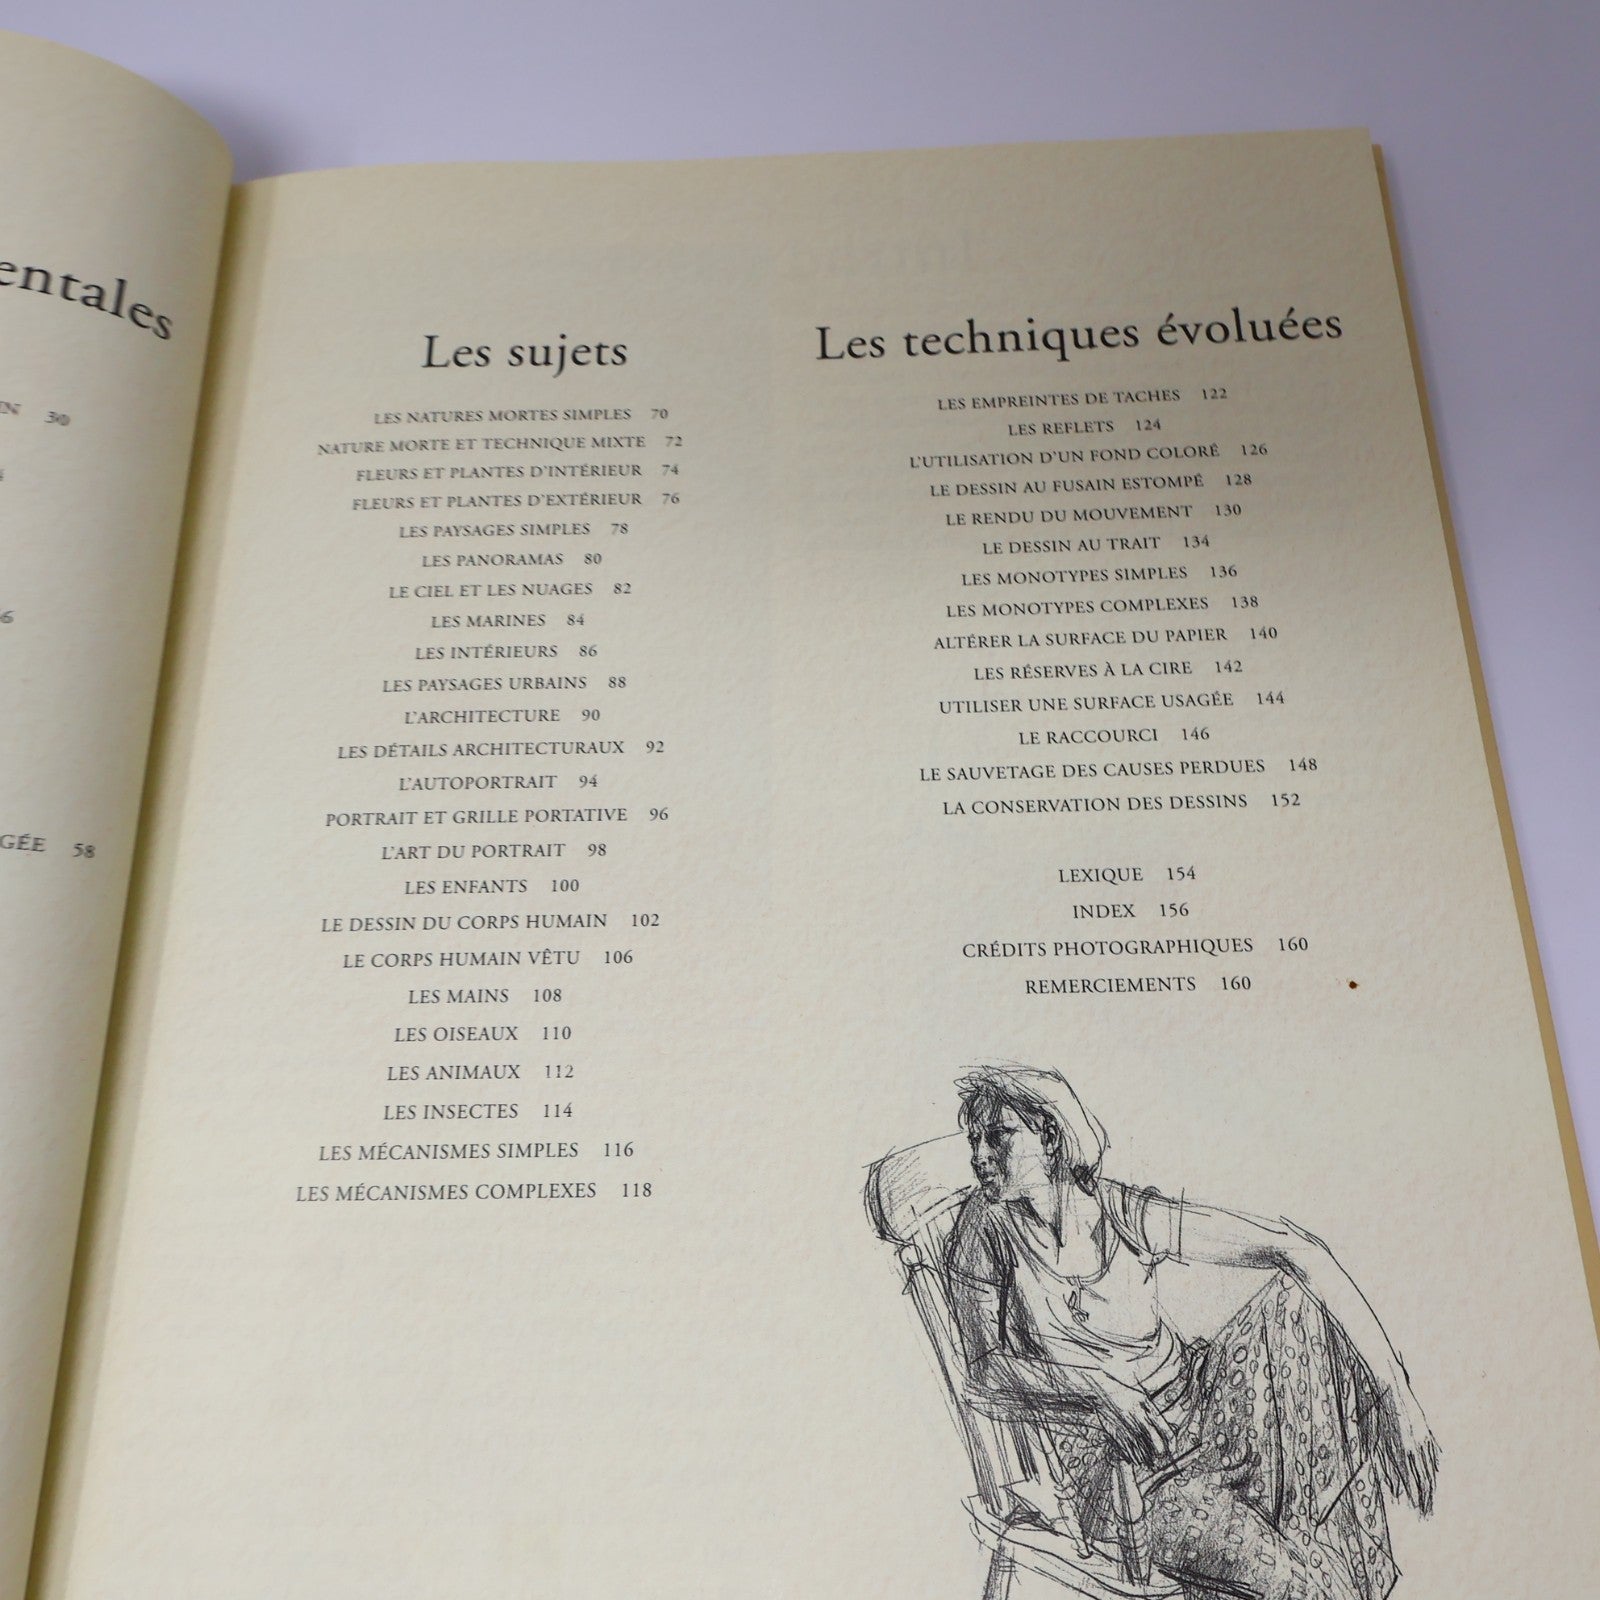 30
58
Les sujets
LES NATURES MORTES SIMPLES 70
NATURE MORTE ET TECHNIQUE MIXTE 72
FLEURS ET PLANTES D'INTÉRIEUR 74
FLEURS ET PLANTES D'EXTÉRIEUR 76
LES PAYSAGES SIMPLES 78
LES PANORAMAS 80
LE CIEL ET LES NUAGES 82
LES MARINES 84
LES INTÉRIEURS 86
LES PAYSAGES URBAINS 88
L'ARCHITECTURE 90
LES DÉTAILS ARCHITECTURAUX 92
L'AUTOPORTRAIT 94
PORTRAIT ET GRILLE PORTATIVE 96
L'ART DU PORTRAIT 98
LES ENFANTS 100
LE DESSIN DU CORPS HUMAIN 102
LE CORPS HUMAIN VÊTU 106
LES MAINS 108
LES OISEAUX 110
LES ANIMAUX 112
LES INSECTES 114
LES MÉCANISMES SIMPLES 116
LES MÉCANISMES COMPLEXES 118
Les techniques évoluées
LES EMPREINTES DE TACHES 122
LES REFLETS 124
L'UTILISATION D'UN FOND COLORÉ 126
LE DESSIN AU FUSAIN ESTOMPÉ 128
LE RENDU DU MOUVEMENT 130
LE DESSIN AU TRAIT 134
LES MONOTYPES SIMPLES 136
LES MONOTYPES COMPLEXES 138
ALTÉRER LA SURFACE DU PAPIER 140
LES RÉSERVES À LA CIRE 142
UTILISER UNE SURFACE USAGÉE 144
LE RACCOURCI 146
LE SAUVETAGE DES CAUSES PERDUES 148
LA CONSERVATION DES DESSINS 152
LEXIQUE 154
INDEX 156
CRÉDITS PHOTOGRAPHIQUES 160
REMERCIEMENTS 160